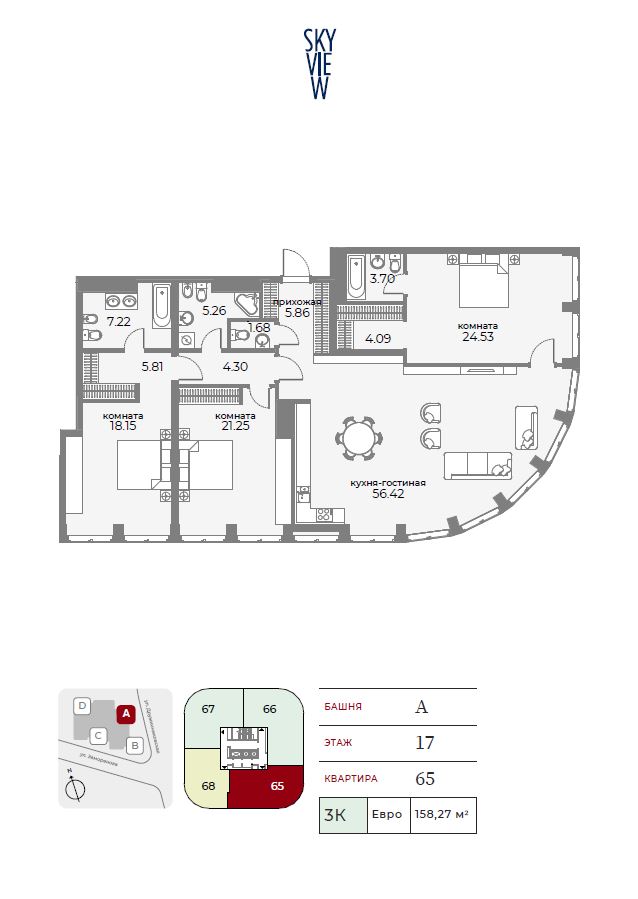 SKY
VIE
W
3.70
7.22
5.26
прихожая
5.86
1.68
комната
24.53
4.09
5.81
4.30
комната
18.15
комната
21.25
кухня-гостиная
56.42
D
A
C
B
ул. Дружинниковская
ул. Заморенова
N
67
66
68
65
БАШНЯ A
ЭТАЖ 17
КВАРТИРА 65
3К Евро 158,27 м²